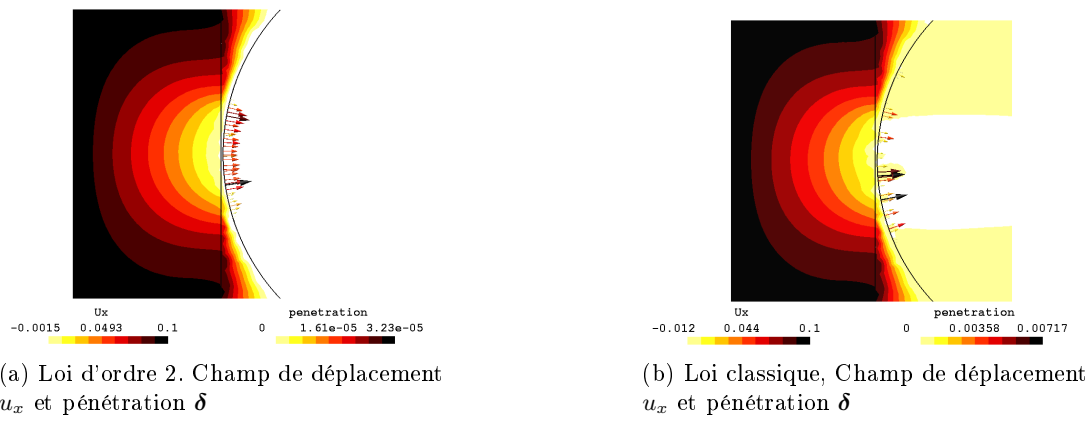 Ux
penetration
-0.0015 0.0493 0.1
0 1.61e-05 3.23e-05
(a) Loi d'ordre 2. Champ de déplacement
u_x et pénétration δ
Ux
penetration
-0.012 0.044 0.1
0 0.00358 0.00717
(b) Loi classique, Champ de déplacement
u_x et pénétration δ